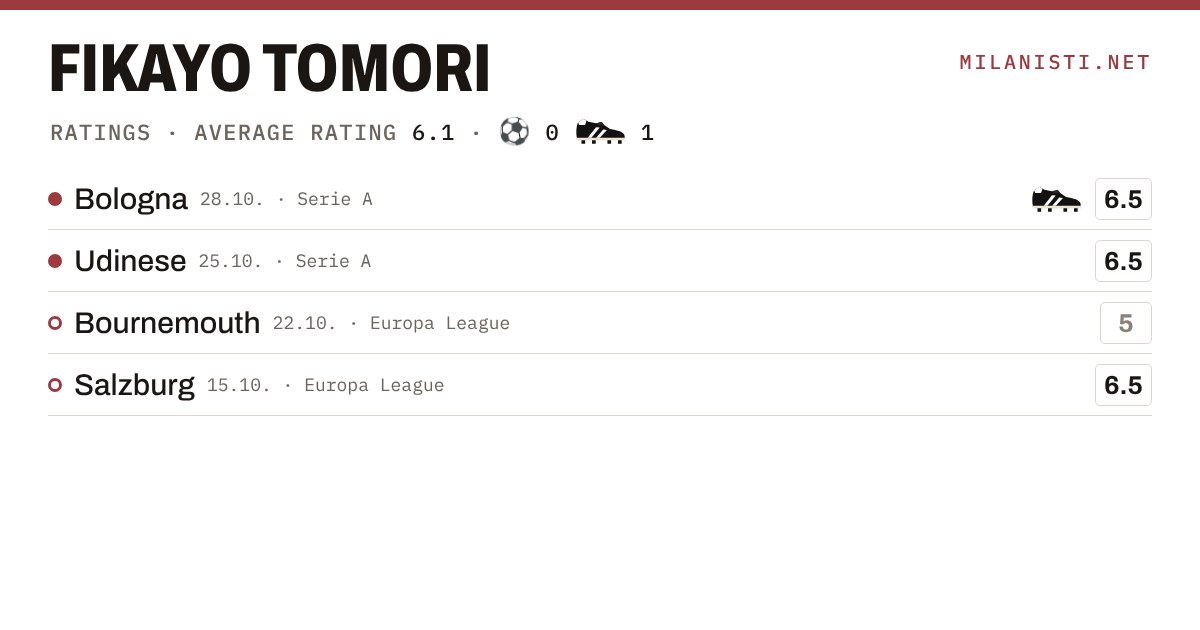 FIKAYO TOMORI
MILANISTI.NET
RATINGS · AVERAGE RATING 6.1 · ⚽ 0 1
Bologna 28.10. · Serie A 6.5
Udinese 25.10. · Serie A 6.5
Bournemouth 22.10. · Europa League 5
Salzburg 15.10. · Europa League 6.5